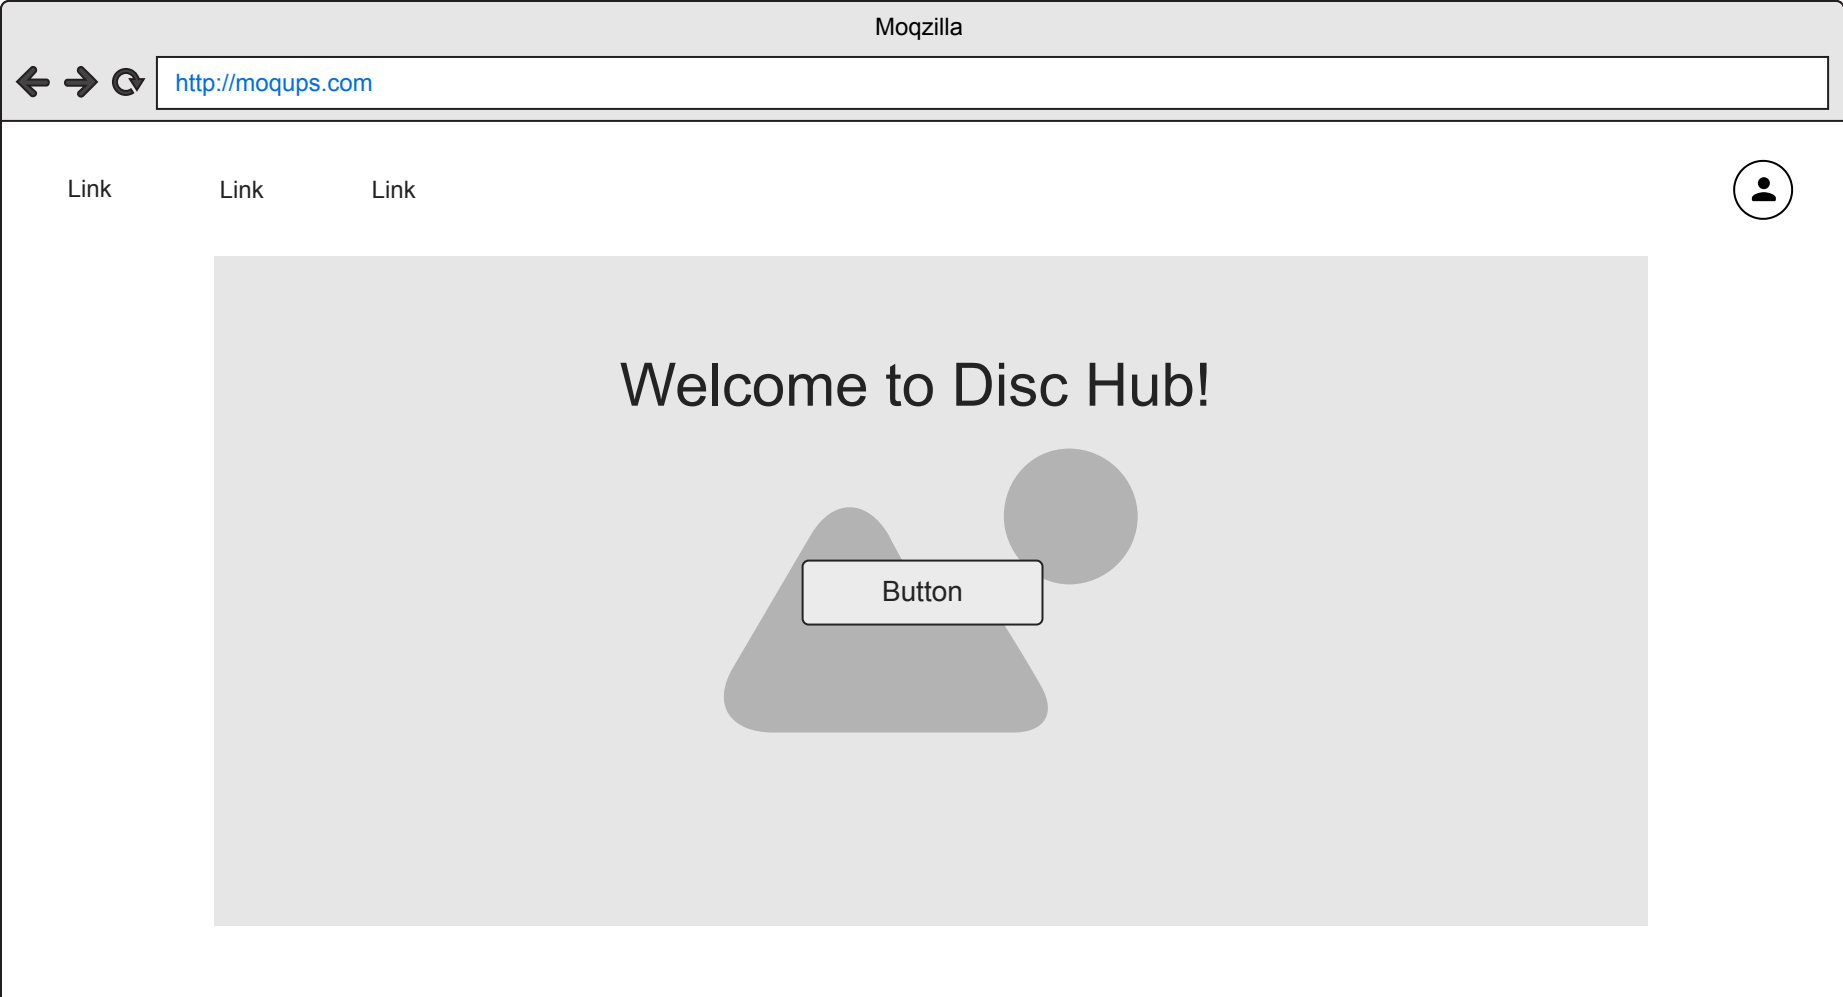 Moqzilla
http://moqups.com
Link Link Link
Welcome to Disc Hub!
Button